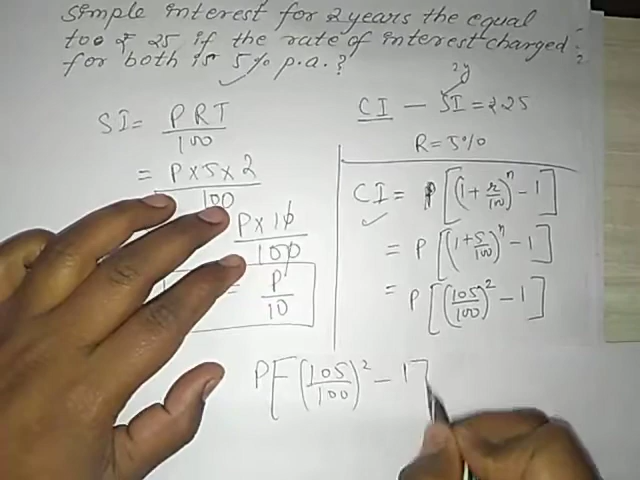 simple interest for 2 years the equal
too ₹ 25 if the rate of interest charged
for both is 5% p.a.?
2y
SI = PRT/100
= P×5×2/100
P×10/100
= P/10
CI − SI = ₹25
R = 5%
CI = P[(1+r/100)^n − 1]
= P[(1+5/100)^n − 1]
= P[(105/100)^2 − 1]
P[(105/100)^2 − 1]